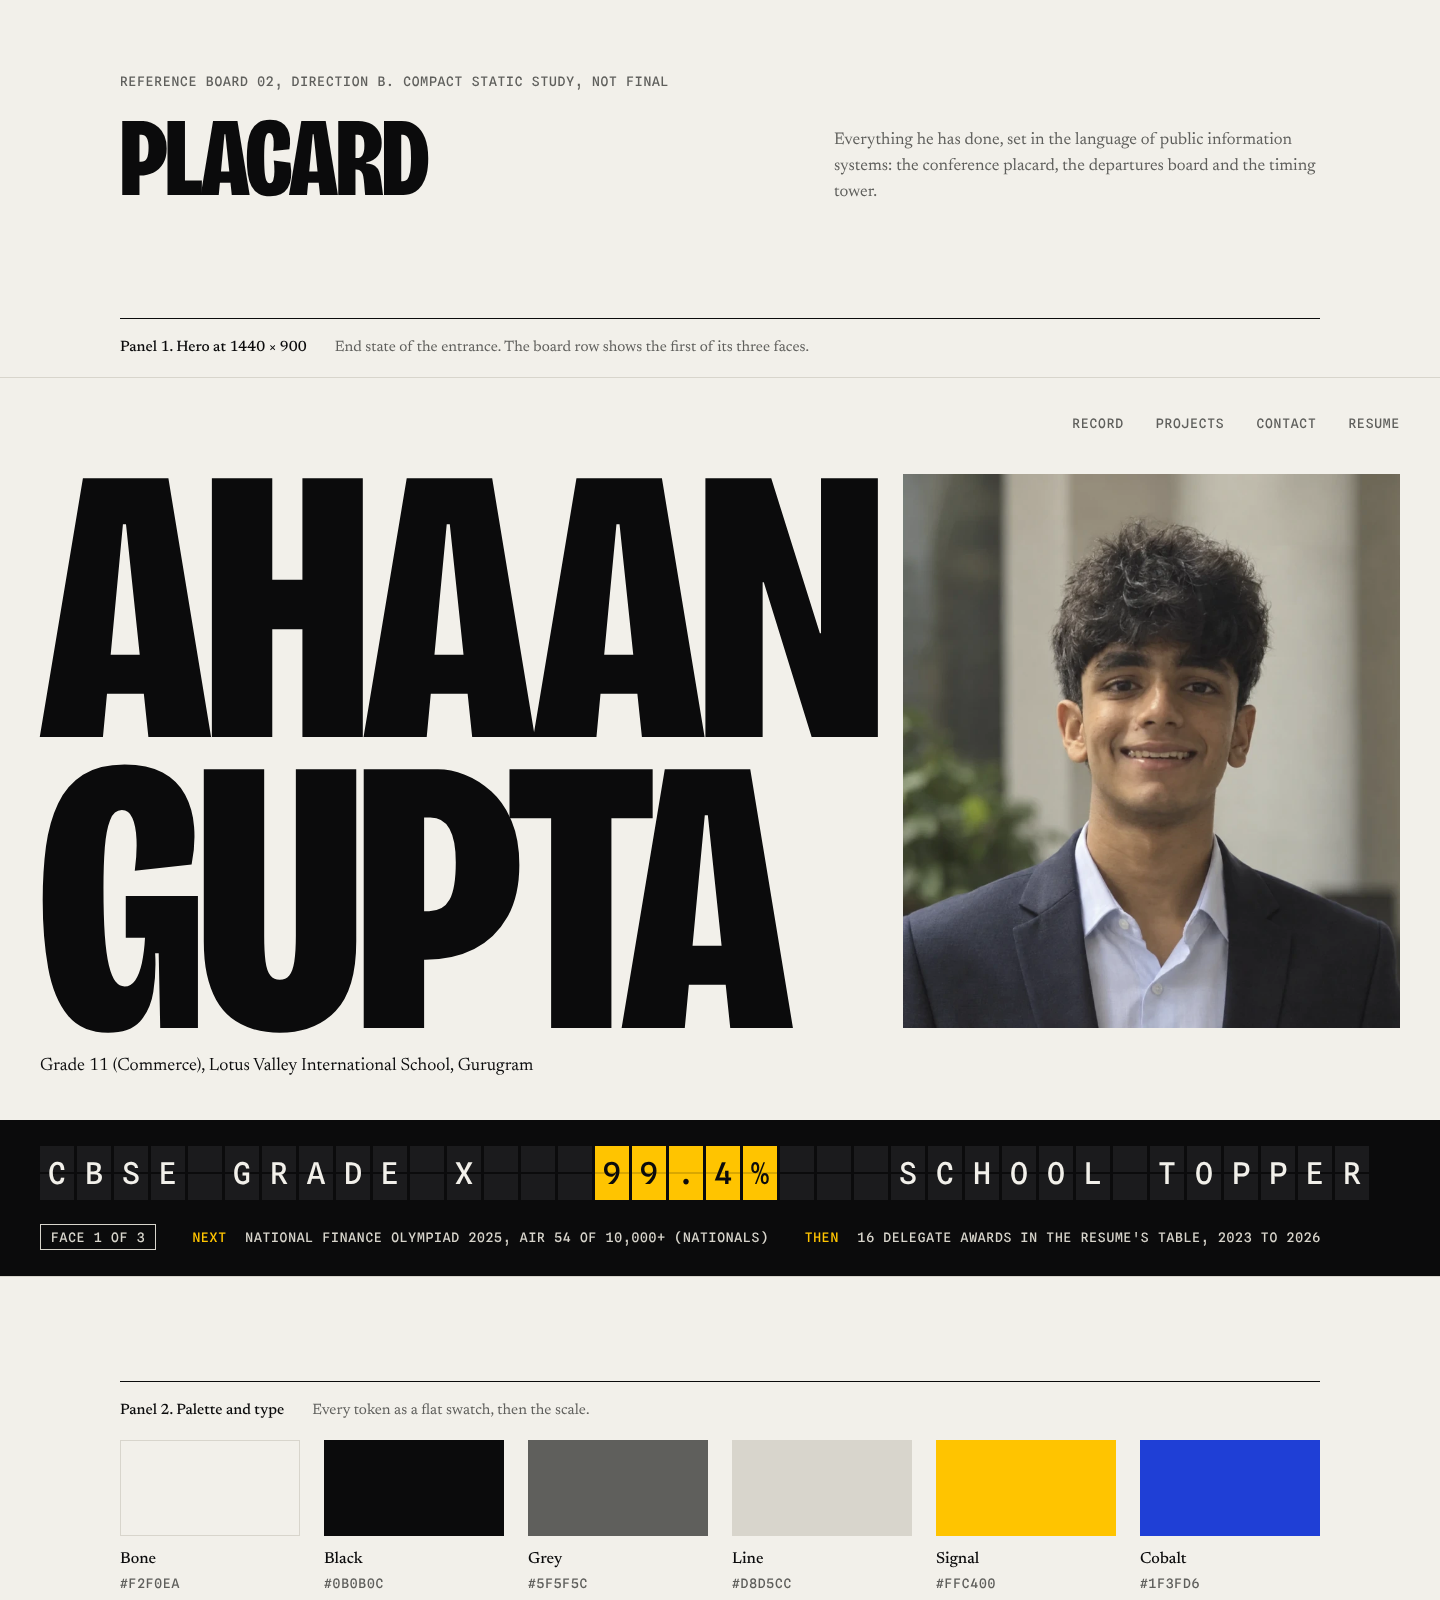 REFERENCE BOARD 02, DIRECTION B. COMPACT STATIC STUDY, NOT FINAL
PLACARD
Everything he has done, set in the language of public information
systems: the conference placard, the departures board and the timing
tower.
Panel 1. Hero at 1440 × 900 End state of the entrance. The board row shows the first of its three faces.
RECORD PROJECTS CONTACT RESUME
AHAAN
GUPTA
Grade 11 (Commerce), Lotus Valley International School, Gurugram
CBSE GRADE X 99.4% SCHOOL TOPPER
FACE 1 OF 3 NEXT NATIONAL FINANCE OLYMPIAD 2025, AIR 54 OF 10,000+ (NATIONALS) THEN 16 DELEGATE AWARDS IN THE RESUME'S TABLE, 2023 TO 2026
Panel 2. Palette and type Every token as a flat swatch, then the scale.
Bone Black Grey Line Signal Cobalt
#F2F0EA #0B0B0C #5F5F5C #D8D5CC #FFC400 #1F3FD6